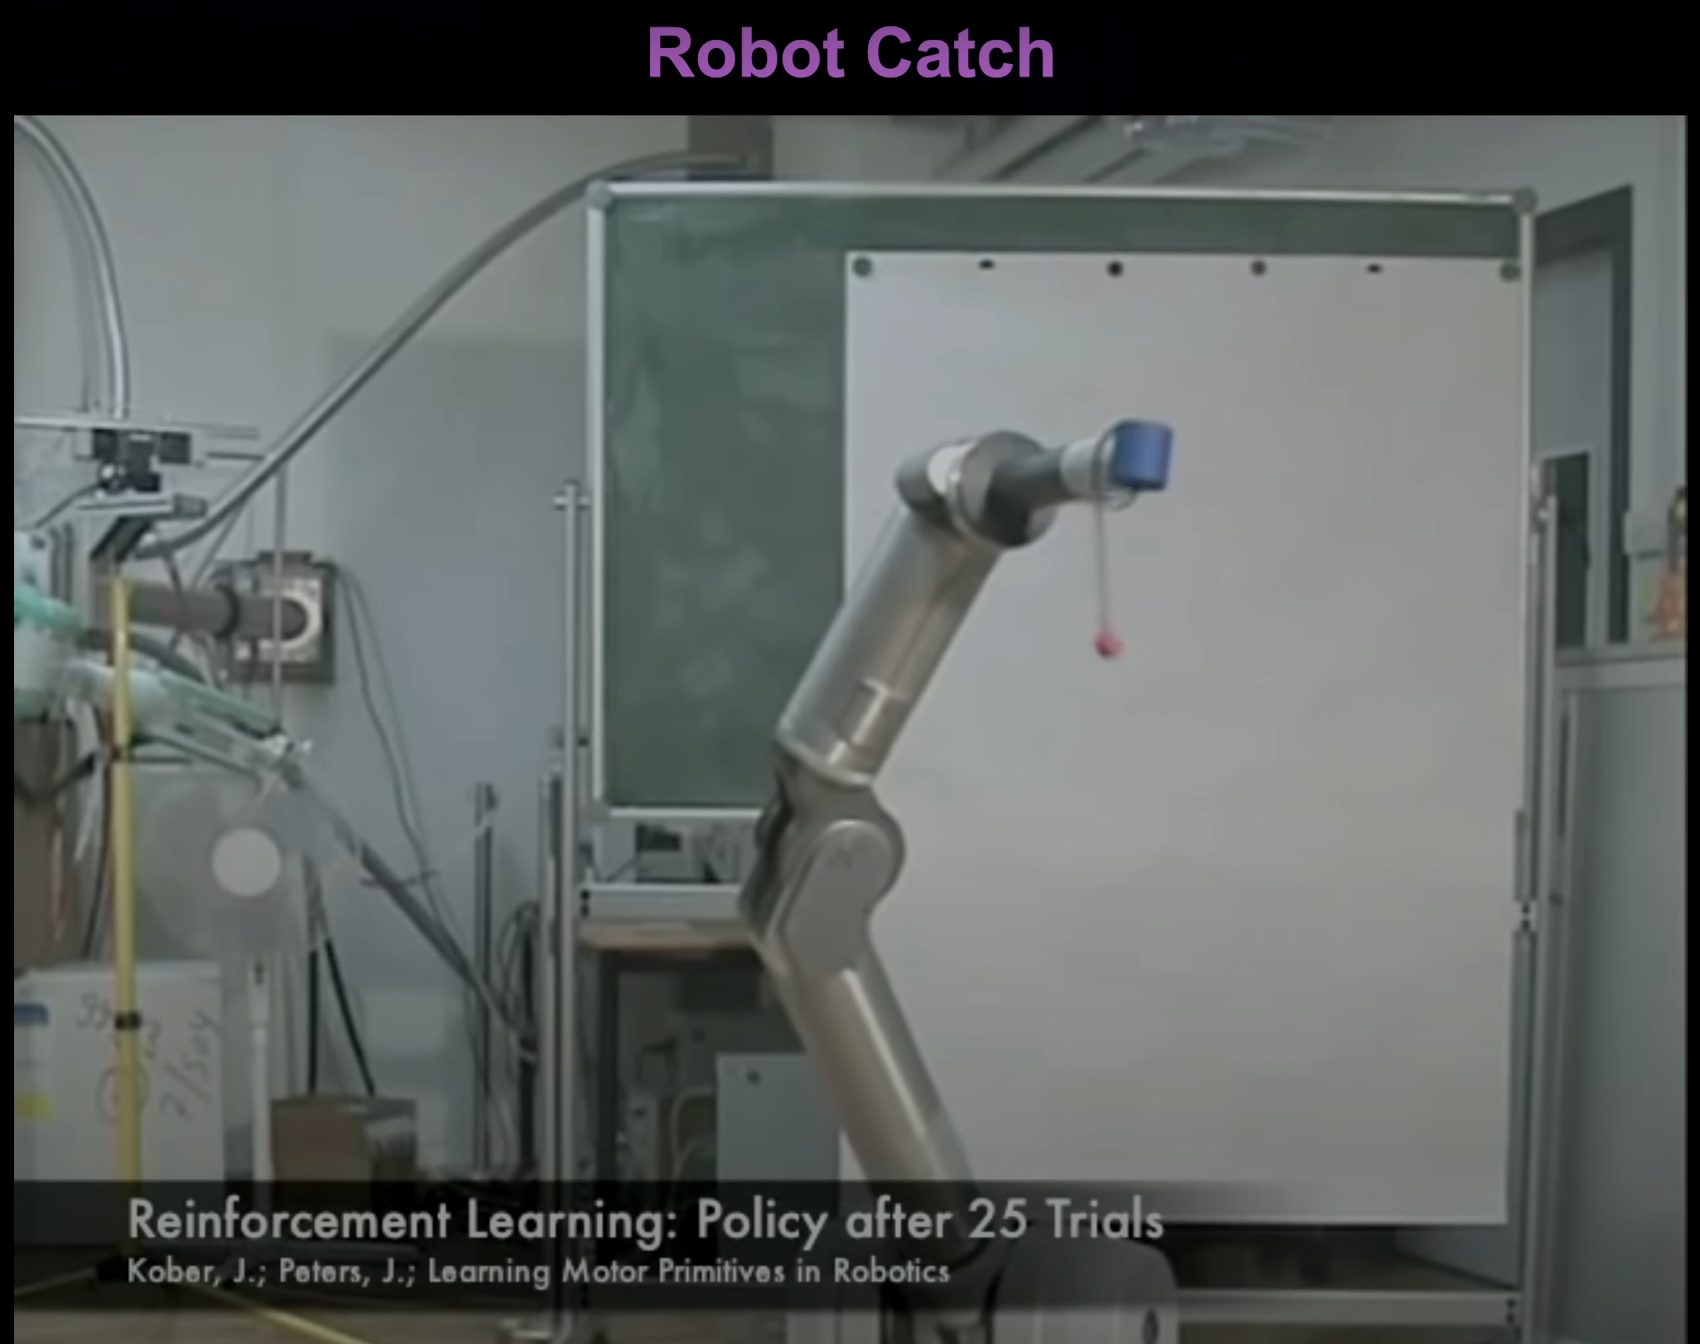 Robot Catch
Reinforcement Learning: Policy after 25 Trials
Kober, J.; Peters, J.; Learning Motor Primitives in Robotics